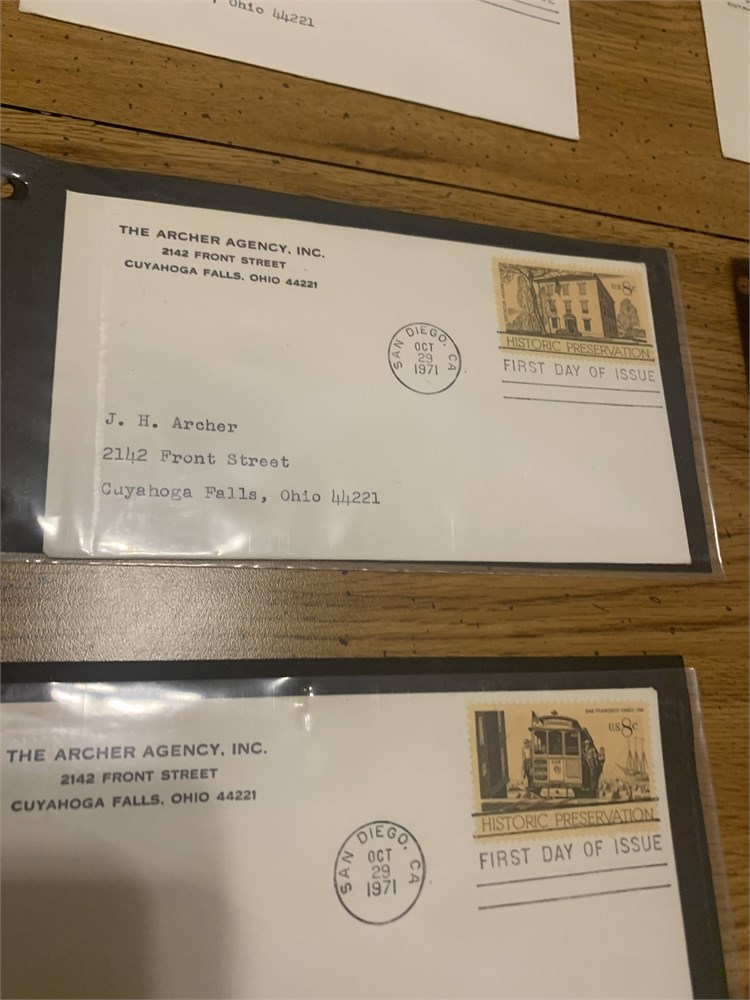 , Ohio 44221
THE ARCHER AGENCY, INC.
2142 FRONT STREET
CUYAHOGA FALLS, OHIO 44221
U.S. 8c
HISTORIC PRESERVATION
SAN DIEGO, CA
OCT
29
1971
FIRST DAY OF ISSUE
J. H. Archer
2142 Front Street
Cuyahoga Falls, Ohio 44221
THE ARCHER AGENCY, INC.
2142 FRONT STREET
CUYAHOGA FALLS, OHIO 44221
U.S. 8c
HISTORIC PRESERVATION
SAN DIEGO, CA
OCT
29
1971
FIRST DAY OF ISSUE